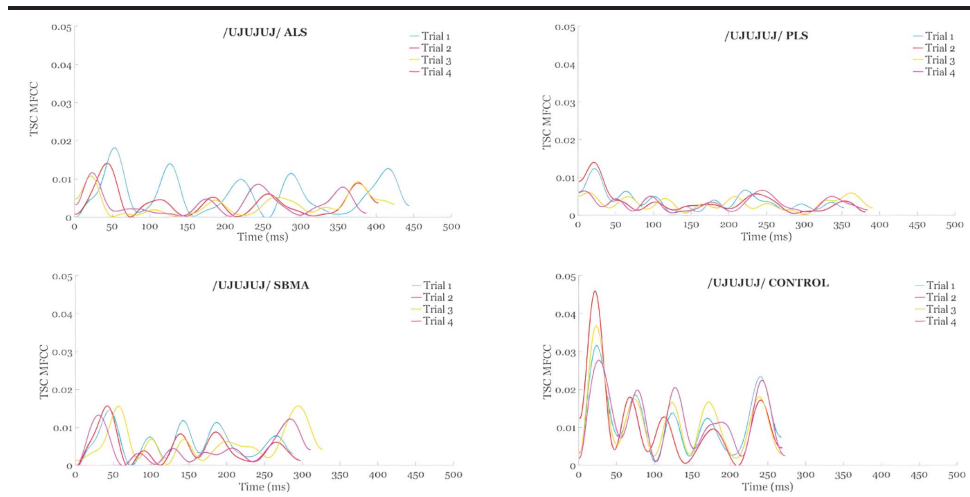 /UJUJUJ/ ALS
Trial 1
Trial 2
Trial 3
Trial 4
TSC MFCC
0.05
0.04
0.03
0.02
0.01
0
0 50 100 150 200 250 300 350 400 450 500
Time (ms)
/UJUJUJ/ PLS
Trial 1
Trial 2
Trial 3
Trial 4
TSC MFCC
0.05
0.04
0.03
0.02
0.01
0
0 50 100 150 200 250 300 350 400 450 500
Time (ms)
/UJUJUJ/ SBMA
Trial 1
Trial 2
Trial 3
Trial 4
TSC MFCC
0.05
0.04
0.03
0.02
0.01
0
0 50 100 150 200 250 300 350 400 450 500
Time (ms)
/UJUJUJ/ CONTROL
Trial 1
Trial 2
Trial 3
Trial 4
TSC MFCC
0.05
0.04
0.03
0.02
0.01
0
0 50 100 150 200 250 300 350 400 450 500
Time (ms)